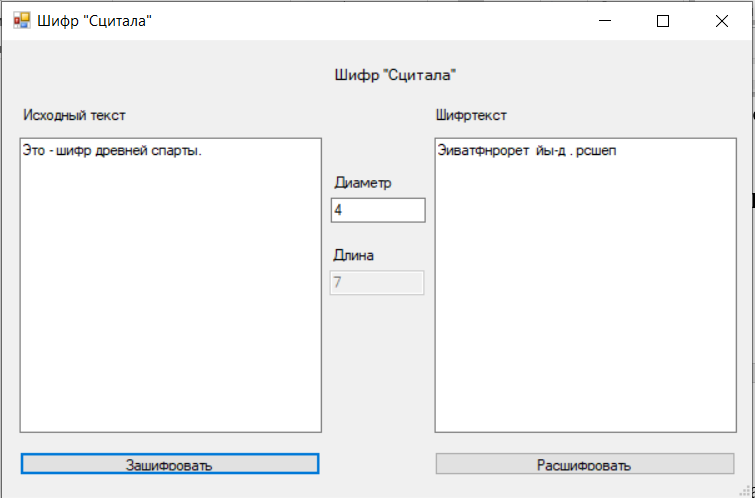 Шифр "Сцитала"
Шифр "Сцитала"
Исходный текст
Шифртекст
Это - шифр древней спарты.
Эиватфнрорет  йы-д . рсшеп
Диаметр
4
Длина
7
Зашифровать
Расшифровать